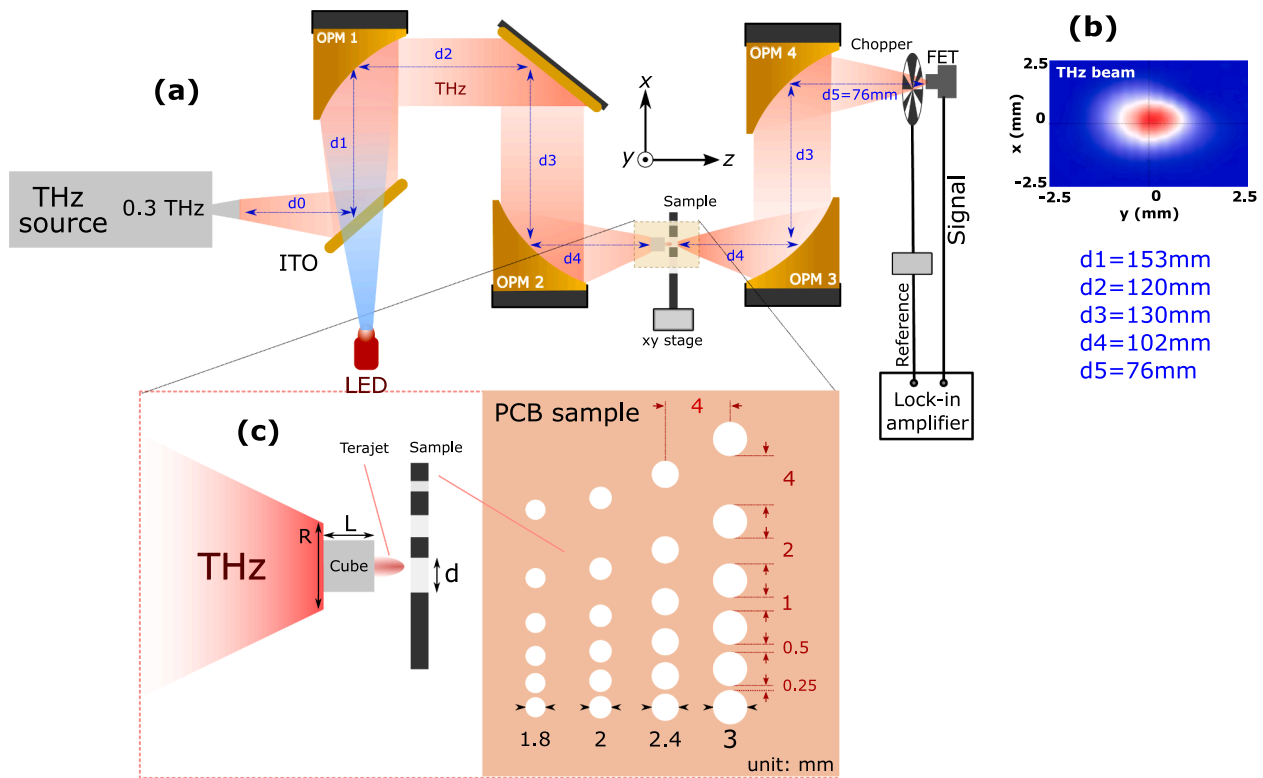 (a)
OPM 1
d2
THz
d1
THz
source
0.3 THz
d0
ITO
LED
d3
OPM 2
d4
x
y
z
Sample
d4
xy stage
OPM 3
d3
OPM 4
d5=76mm
Chopper
FET
Signal
Reference
Lock-in
amplifier
(b)
THz beam
2.5
0
-2.5
x (mm)
-2.5
0
2.5
y (mm)
d1=153mm
d2=120mm
d3=130mm
d4=102mm
d5=76mm
(c)
Terajet
Sample
THz
R
L
Cube
d
PCB sample
4
4
2
1
0.5
0.25
1.8
2
2.4
3
unit: mm